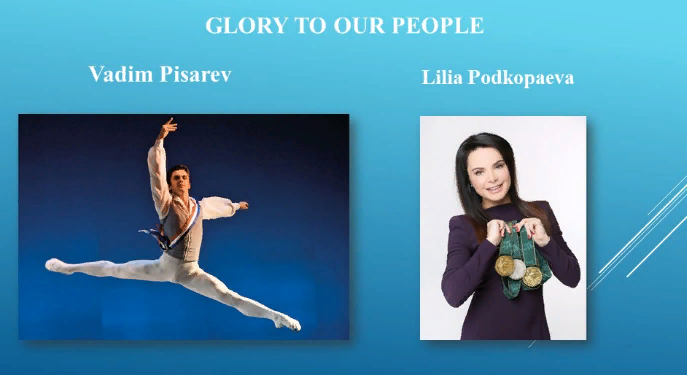 GLORY TO OUR PEOPLE
Vadim Pisarev
Lilia Podkopaeva